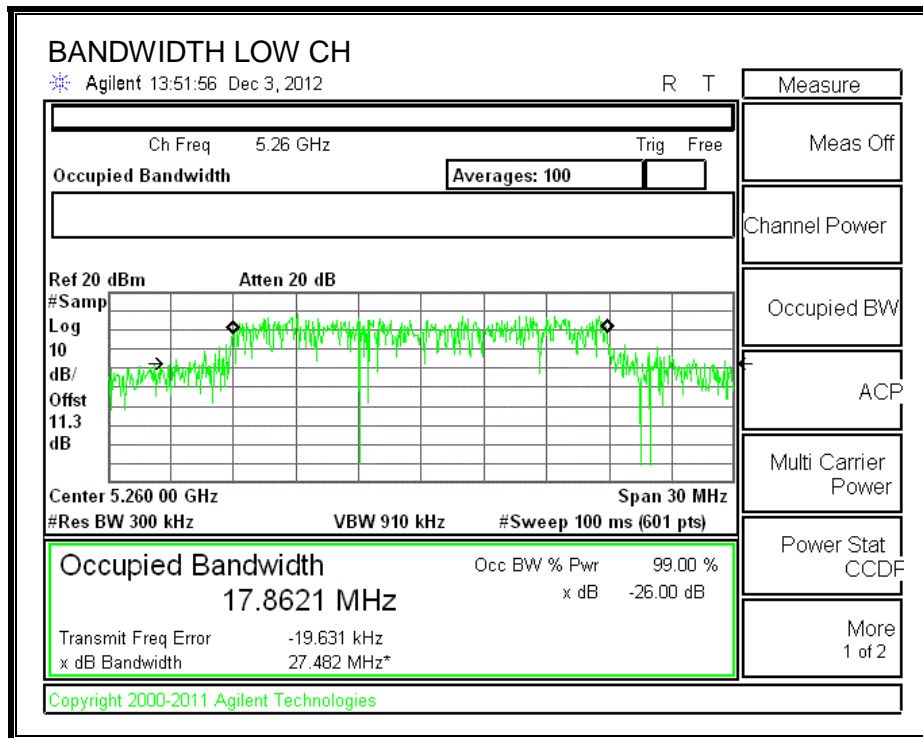 BANDWIDTH LOW CH
Agilent 13:51:56 Dec 3, 2012 R T
Measure
Ch Freq 5.26 GHz Trig Free
Meas Off
Occupied Bandwidth Averages: 100
Channel Power
Ref 20 dBm Atten 20 dB
#Samp
Log
10
dB/
Offst
11.3
dB
Occupied BW
ACP
Multi Carrier
Power
Center 5.260 00 GHz Span 30 MHz
#Res BW 300 kHz VBW 910 kHz #Sweep 100 ms (601 pts)
Power Stat
CCDF
Occupied Bandwidth Occ BW % Pwr 99.00 %
17.8621 MHz x dB -26.00 dB
Transmit Freq Error -19.631 kHz
x dB Bandwidth 27.482 MHz*
More
1 of 2
Copyright 2000-2011 Agilent Technologies